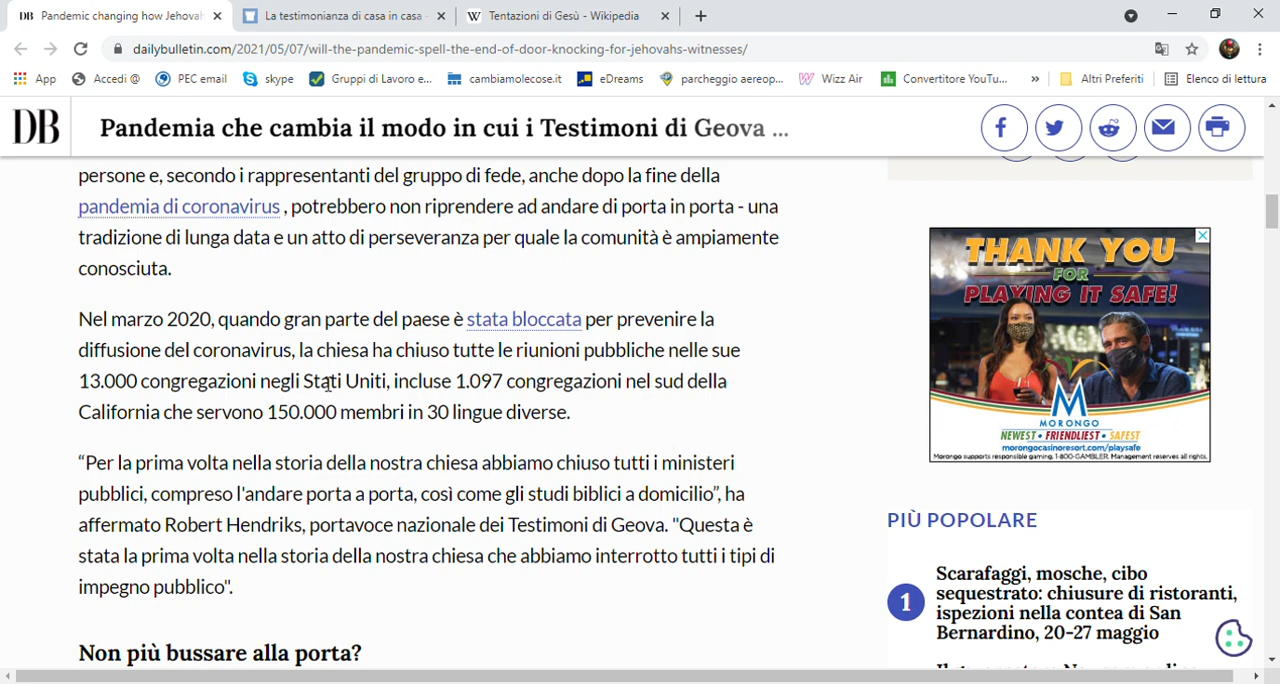 DB Pandemic changing how Jehovah
La testimonianza di casa in casa -
W Tentazioni di Gesù - Wikipedia
dailybulletin.com/2021/05/07/will-the-pandemic-spell-the-end-of-door-knocking-for-jehovahs-witnesses/
App Accedi @ PEC email skype Gruppi di Lavoro e... cambiamolecose.it eDreams parcheggio aereop... Wizz Air Convertitore YouTu... » Altri Preferiti Elenco di lettura
DB Pandemia che cambia il modo in cui i Testimoni di Geova ...
persone e, secondo i rappresentanti del gruppo di fede, anche dopo la fine della
pandemia di coronavirus , potrebbero non riprendere ad andare di porta in porta - una
tradizione di lunga data e un atto di perseveranza per quale la comunità è ampiamente
conosciuta.
Nel marzo 2020, quando gran parte del paese è stata bloccata per prevenire la
diffusione del coronavirus, la chiesa ha chiuso tutte le riunioni pubbliche nelle sue
13.000 congregazioni negli Stati Uniti, incluse 1.097 congregazioni nel sud della
California che servono 150.000 membri in 30 lingue diverse.
“Per la prima volta nella storia della nostra chiesa abbiamo chiuso tutti i ministeri
pubblici, compreso l'andare porta a porta, così come gli studi biblici a domicilio”, ha
affermato Robert Hendriks, portavoce nazionale dei Testimoni di Geova. "Questa è
stata la prima volta nella storia della nostra chiesa che abbiamo interrotto tutti i tipi di
impegno pubblico".
Non più bussare alla porta?
THANK YOU
FOR
PLAYING IT SAFE!
M
MORONGO
NEWEST • FRIENDLIEST • SAFEST
morongocasinoresort.com/playsafe
Morongo supports responsible gaming. 1-800-GAMBLER. Management reserves all rights.
PIÙ POPOLARE
1
Scarafaggi, mosche, cibo
sequestrato: chiusure di ristoranti,
ispezioni nella contea di San
Bernardino, 20-27 maggio